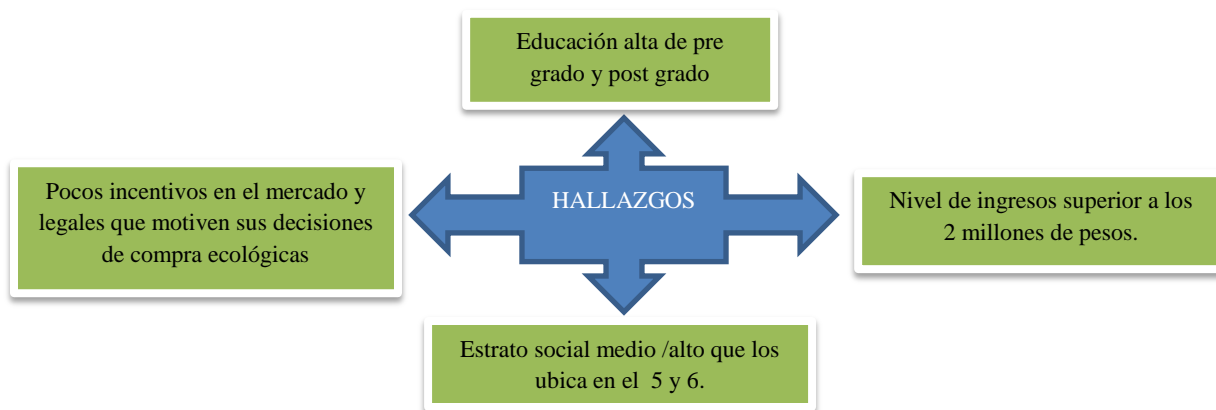 Educación alta de pre
grado y post grado
Pocos incentivos en el mercado y
legales que motiven sus decisiones
de compra ecológicas
HALLAZGOS
Nivel de ingresos superior a los
2 millones de pesos.
Estrato social medio /alto que los
ubica en el 5 y 6.